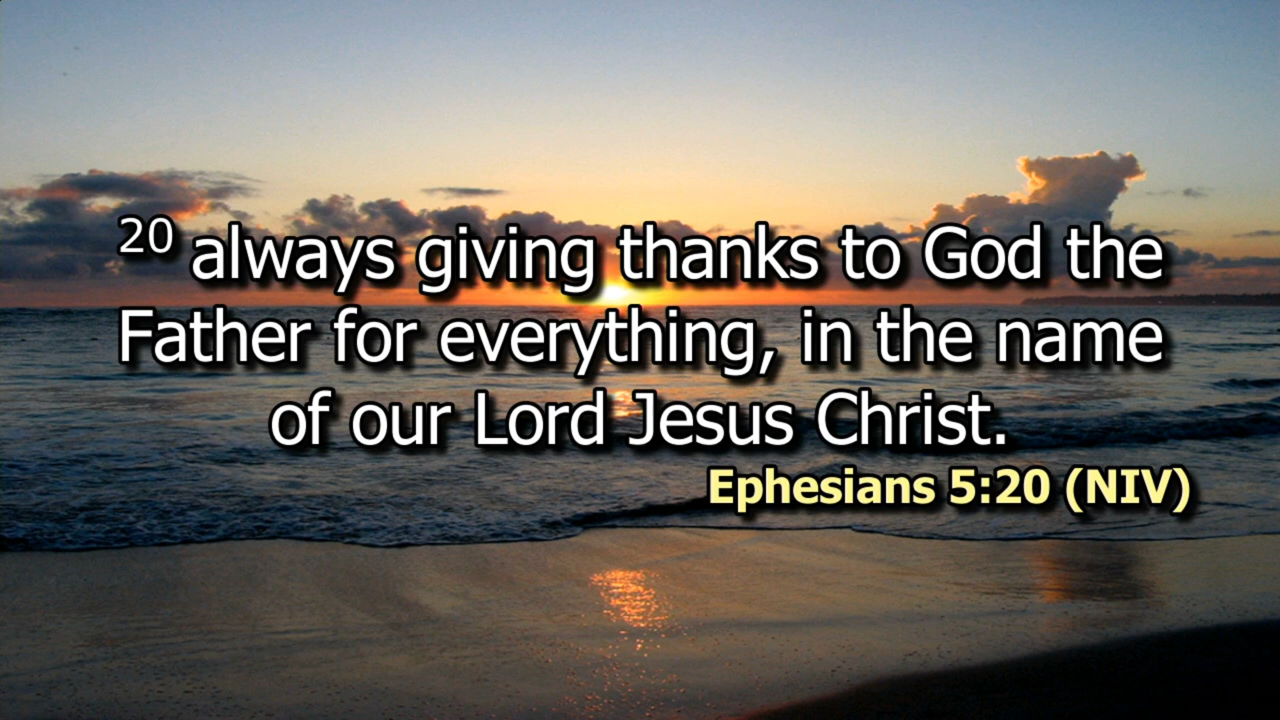 20 always giving thanks to God the
Father for everything, in the name
of our Lord Jesus Christ.
Ephesians 5:20 (NIV)